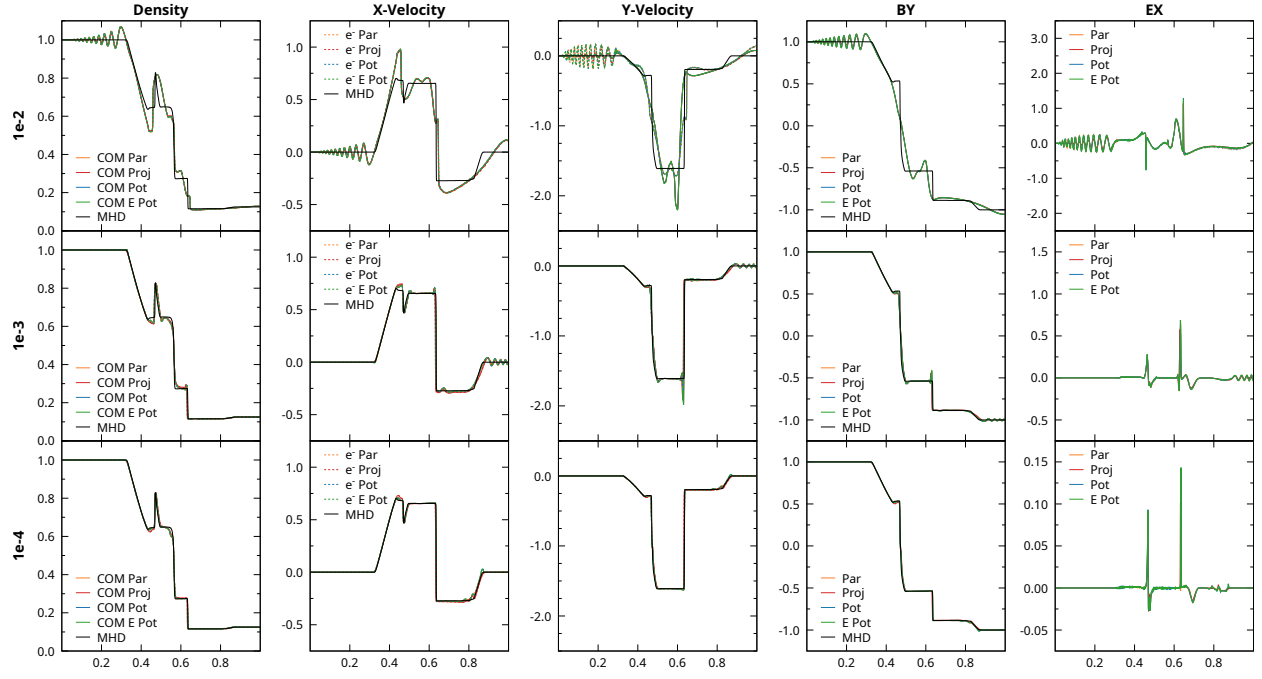 Density X-Velocity Y-Velocity BY EX
1e-2
1.0
0.8
0.6
0.4
0.2
0.0
COM Par
COM Proj
COM Pot
COM E Pot
MHD
1.0
0.5
0.0
-0.5
e- Par
e- Proj
e- Pot
e- E Pot
MHD
0.0
-1.0
-2.0
1.0
0.5
0.0
-0.5
-1.0
Par
Proj
Pot
E Pot
MHD
3.0
2.0
1.0
0.0
-1.0
-2.0
Par
Proj
Pot
E Pot
1e-3
1.0
0.8
0.6
0.4
0.2
0.0
COM Par
COM Proj
COM Pot
COM E Pot
MHD
1.0
0.5
0.0
-0.5
e- Par
e- Proj
e- Pot
e- E Pot
MHD
0.0
-1.0
-2.0
1.0
0.5
0.0
-0.5
-1.0
Par
Proj
Pot
E Pot
MHD
1.5
1.0
0.5
0.0
-0.5
Par
Proj
Pot
E Pot
1e-4
1.0
0.8
0.6
0.4
0.2
0.0
COM Par
COM Proj
COM Pot
COM E Pot
MHD
1.0
0.5
0.0
-0.5
e- Par
e- Proj
e- Pot
e- E Pot
MHD
0.0
-1.0
-2.0
1.0
0.5
0.0
-0.5
-1.0
Par
Proj
Pot
E Pot
MHD
0.15
0.10
0.05
0.00
-0.05
Par
Proj
Pot
E Pot
0.2 0.4 0.6 0.8 0.2 0.4 0.6 0.8 0.2 0.4 0.6 0.8 0.2 0.4 0.6 0.8 0.2 0.4 0.6 0.8